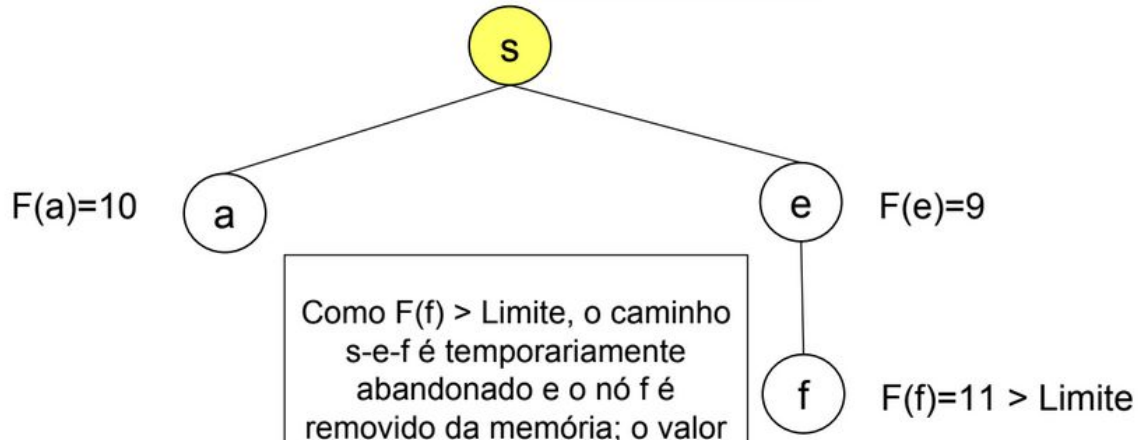 s
F(a)=10
a
e
F(e)=9
Como F(f) > Limite, o caminho
s-e-f é temporariamente
abandonado e o nó f é
removido da memória; o valor
f
F(f)=11 > Limite